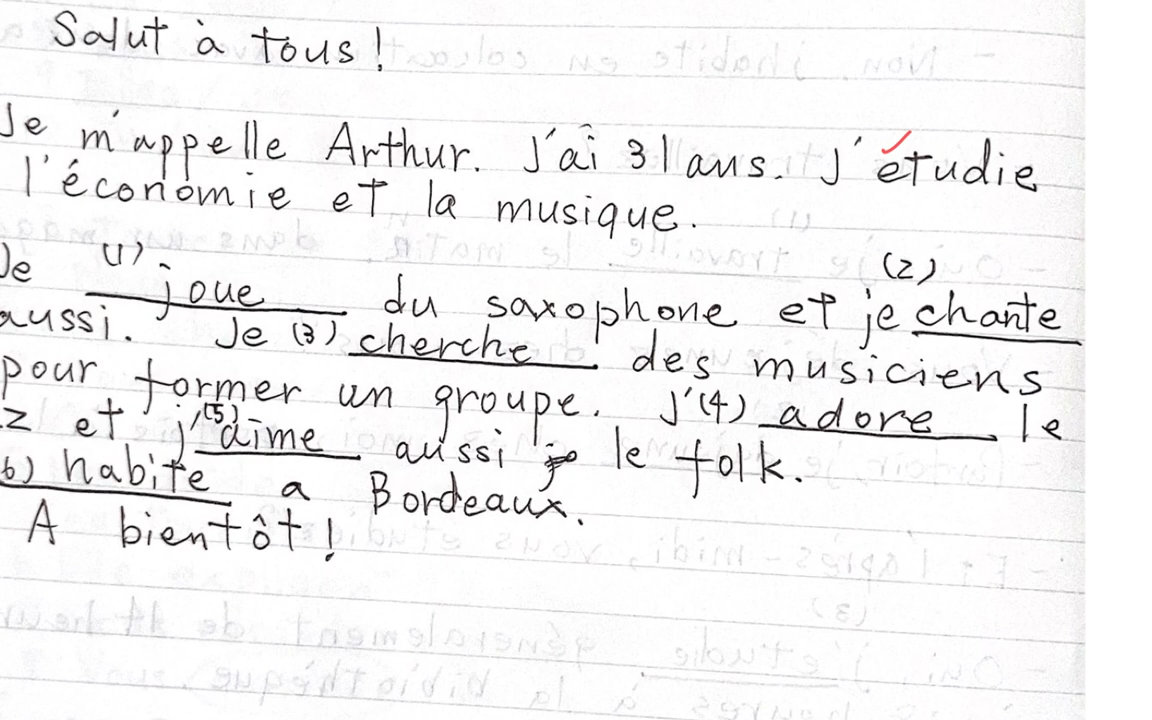 Salut à tous !
Je m'appelle Arthur. J'aî 31 ans. J'étudie
l'économie et la musique.
Je (1) joue du saxophone et je (2) chante
aussi. Je (3) cherche des musiciens
pour former un groupe. J'(4) adore le
z et j'(5) aime aussi le folk.
6) habite a Bordeaux.
A bientôt !